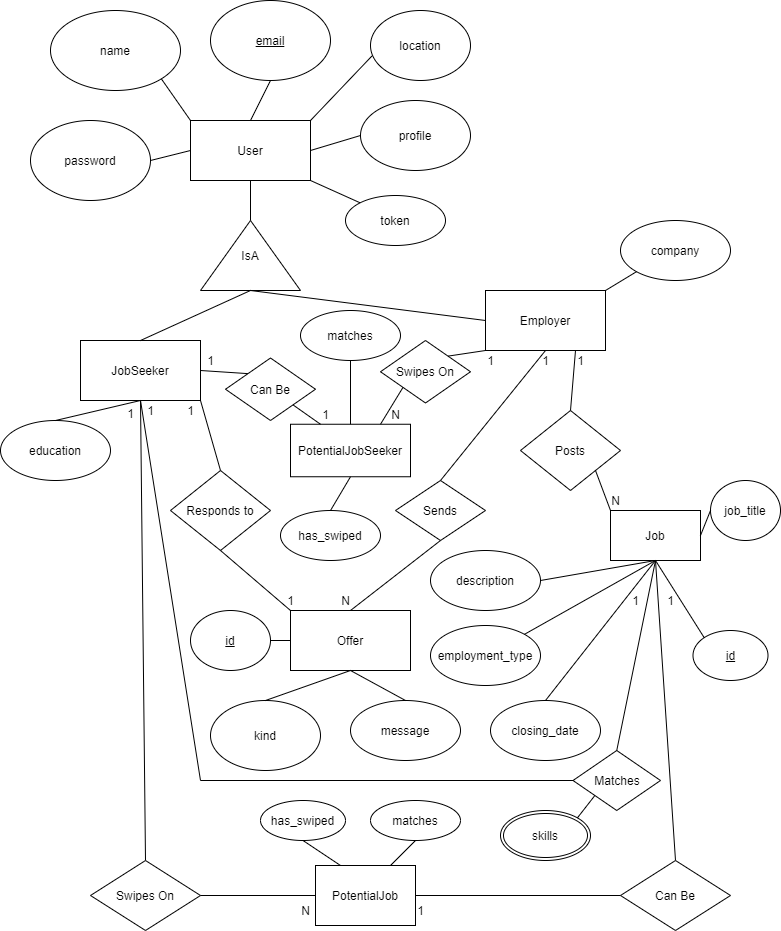 name
email
location
password
User
profile
token
IsA
company
Employer
matches
JobSeeker
1
Can Be
Swipes On
1
1
1
1
N
1
1
1
education
PotentialJobSeeker
Posts
N
Responds to
Sends
job_title
has_swiped
Job
description
1
N
1
1
id
Offer
employment_type
id
kind
message
closing_date
Matches
has_swiped
matches
skills
Swipes On
PotentialJob
Can Be
N
1